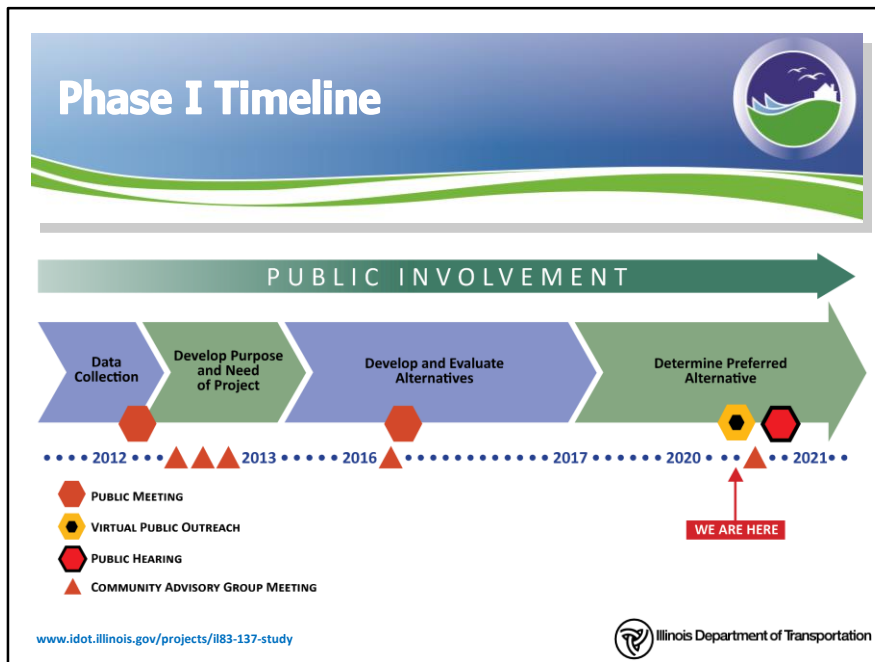 Phase I Timeline
PUBLIC INVOLVEMENT
Data
Collection
Develop Purpose
and Need
of Project
Develop and Evaluate
Alternatives
Determine Preferred
Alternative
2012 2013 2016 2017 2020 2021
WE ARE HERE
PUBLIC MEETING
VIRTUAL PUBLIC OUTREACH
PUBLIC HEARING
COMMUNITY ADVISORY GROUP MEETING
www.idot.illinois.gov/projects/il83-137-study
Illinois Department of Transportation